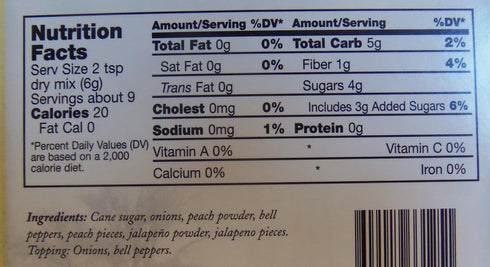 Nutrition
Facts
Serv Size 2 tsp
dry mix (6g)
Servings about 9
Calories 20
Fat Cal 0
*Percent Daily Values (DV)
are based on a 2,000
calorie diet.
Amount/Serving %DV* Amount/Serving %DV*
Total Fat 0g 0% Total Carb 5g 2%
Sat Fat 0g 0% Fiber 1g 4%
Trans Fat 0g Sugars 4g
Cholest 0mg 0% Includes 3g Added Sugars 6%
Sodium 0mg 1% Protein 0g
Vitamin A 0% * Vitamin C 0%
Calcium 0% * Iron 0%
Ingredients: Cane sugar, onions, peach powder, bell
peppers, peach pieces, jalapeño powder, jalapeno pieces.
Topping: Onions, bell peppers.